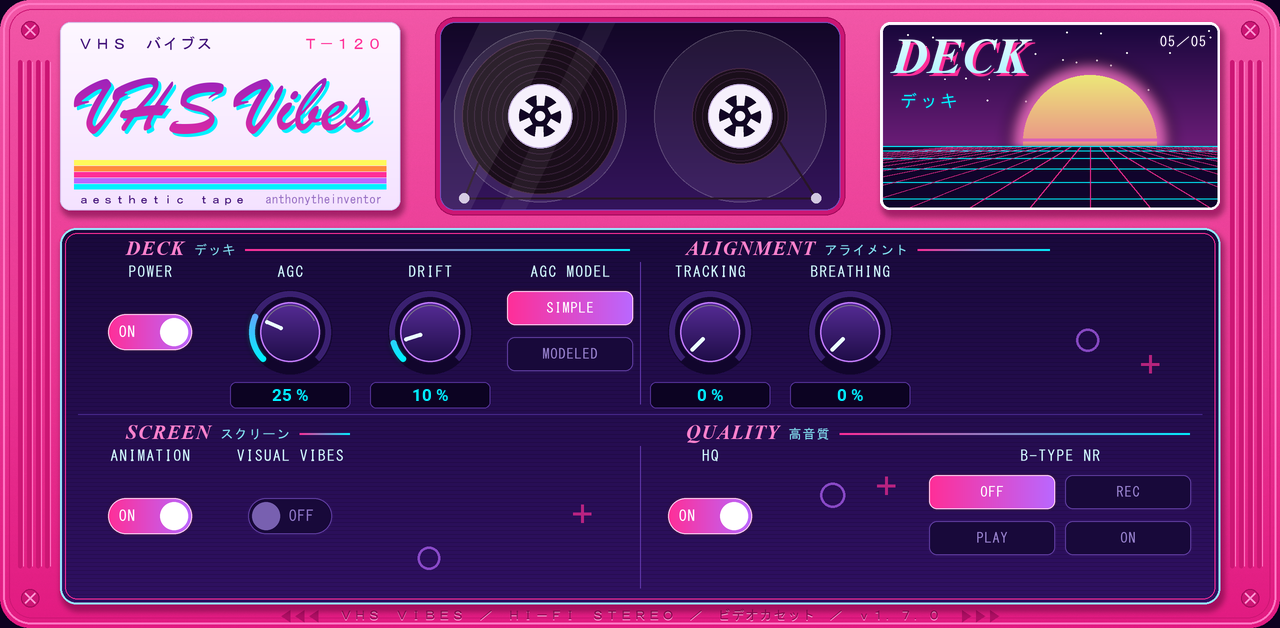 VHS バイブス
T-120
VHS Vibes
aesthetic tape
anthonytheinventor
DECK
デッキ
05/05
DECK デッキ
POWER
AGC
DRIFT
AGC MODEL
ON
SIMPLE
MODELED
25 %
10 %
ALIGNMENT アライメント
TRACKING
BREATHING
0 %
0 %
SCREEN スクリーン
ANIMATION
VISUAL VIBES
ON
OFF
QUALITY 高音質
HQ
B-TYPE NR
ON
OFF
REC
PLAY
ON
VHS VIBES / HI-FI STEREO / ビデオカセット / v1.7.0